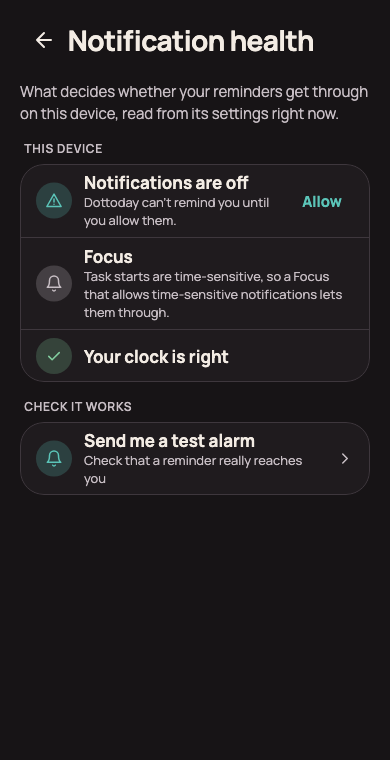 Notification health
What decides whether your reminders get through
on this device, read from its settings right now.
THIS DEVICE
Notifications are off
Dottoday can't remind you until
you allow them.
Allow
Focus
Task starts are time-sensitive, so a Focus
that allows time-sensitive notifications lets
them through.
Your clock is right
CHECK IT WORKS
Send me a test alarm
Check that a reminder really reaches
you